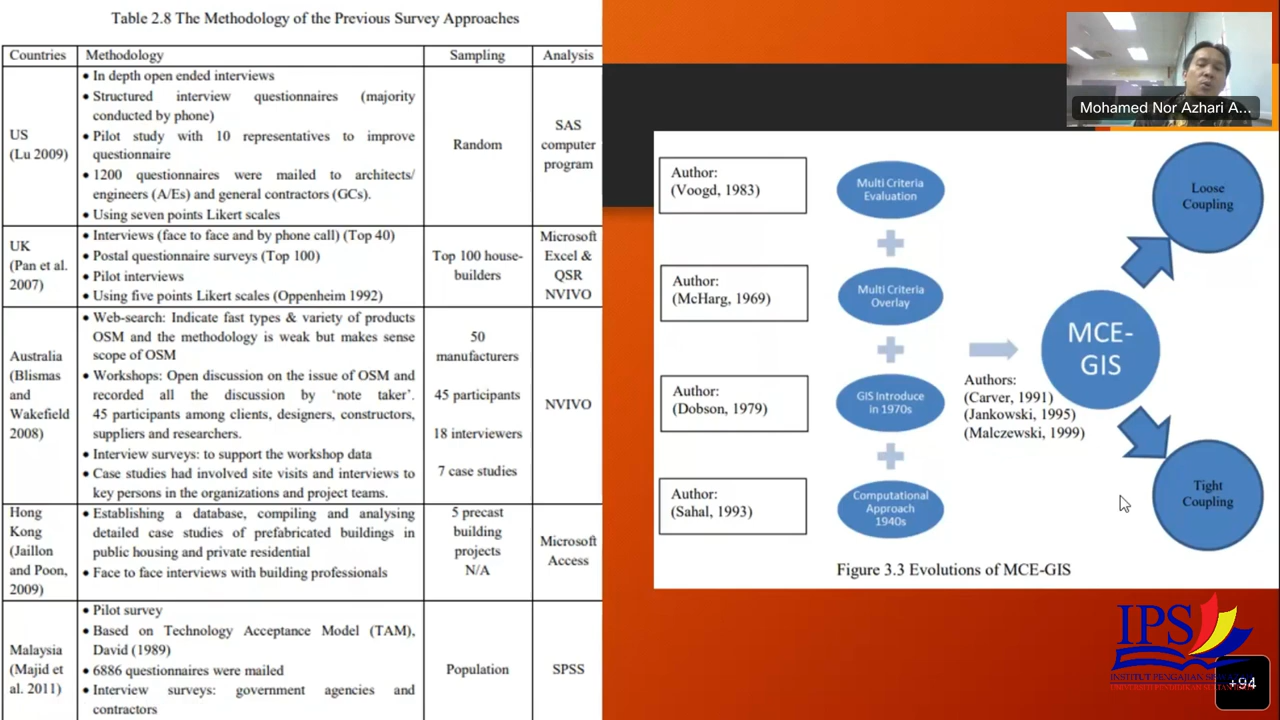 Table 2.8 The Methodology of the Previous Survey Approaches
Countries
Methodology
Sampling
Analysis
US
(Lu 2009)
• In depth open ended interviews
• Structured interview questionnaires (majority
conducted by phone)
• Pilot study with 10 representatives to improve
questionnaire
• 1200 questionnaires were mailed to architects/
engineers (A/Es) and general contractors (GCs).
• Using seven points Likert scales
Random
SAS
computer
program
UK
(Pan et al.
2007)
• Interviews (face to face and by phone call) (Top 40)
• Postal questionnaire surveys (Top 100)
• Pilot interviews
• Using five points Likert scales (Oppenheim 1992)
Top 100 house-
builders
Microsoft
Excel &
QSR
NVIVO
Australia
(Blismas
and
Wakefield
2008)
• Web-search: Indicate fast types & variety of products
OSM and the methodology is weak but makes sense
scope of OSM
• Workshops: Open discussion on the issue of OSM and
recorded all the discussion by 'note taker'.
45 participants among clients, designers, constructors,
suppliers and researchers.
• Interview surveys: to support the workshop data
• Case studies had involved site visits and interviews to
key persons in the organizations and project teams.
50
manufacturers
45 participants
18 interviewers
7 case studies
NVIVO
Hong
Kong
(Jaillon
and Poon,
2009)
• Establishing a database, compiling and analysing
detailed case studies of prefabricated buildings in
public housing and private residential
• Face to face interviews with building professionals
5 precast
building
projects
N/A
Microsoft
Access
Malaysia
(Majid et
al. 2011)
• Pilot survey
• Based on Technology Acceptance Model (TAM),
David (1989)
• 6886 questionnaires were mailed
• Interview surveys: government agencies and
contractors
Population
SPSS
Mohamed Nor Azhari A...
Author:
(Voogd, 1983)
Multi Criteria
Evaluation
Author:
(McHarg, 1969)
Multi Criteria
Overlay
Author:
(Dobson, 1979)
GIS Introduce
in 1970s
Author:
(Sahal, 1993)
Computational
Approach
1940s
Authors:
(Carver, 1991)
(Jankowski, 1995)
(Malczewski, 1999)
MCE-
GIS
Loose
Coupling
Tight
Coupling
Figure 3.3 Evolutions of MCE-GIS
IPS
INSTITUT PENGAJIAN
+94